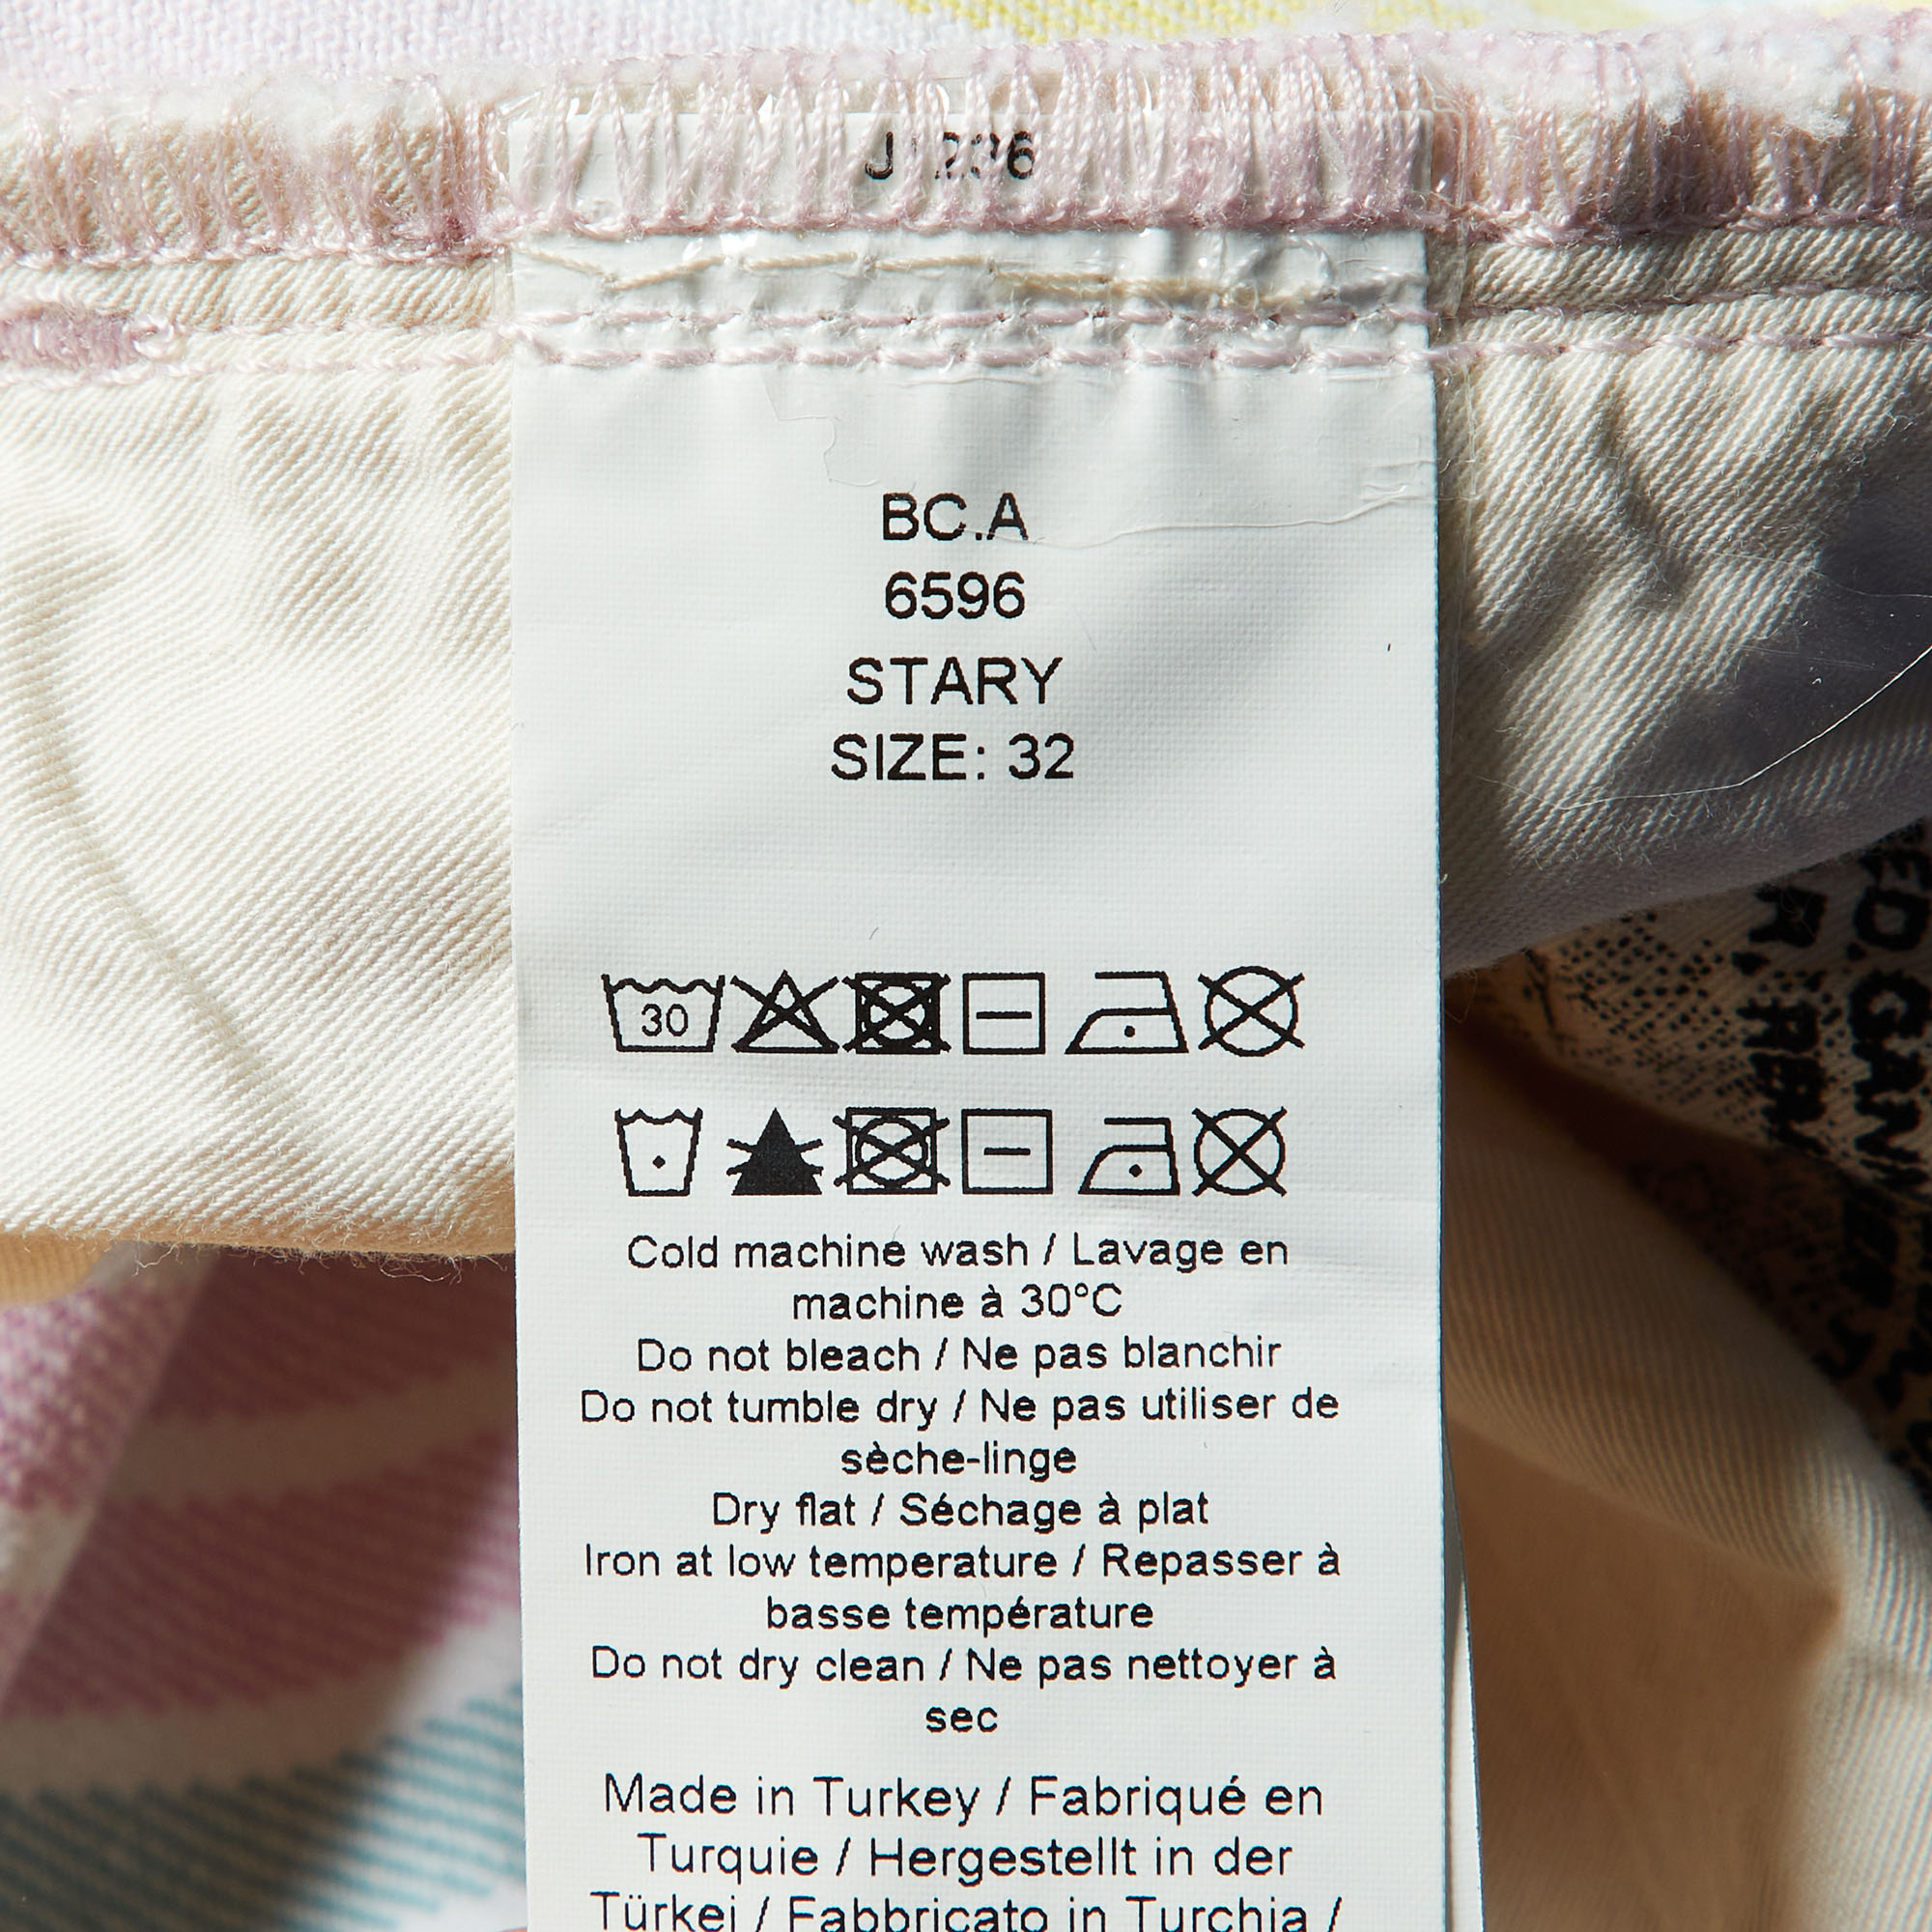 BC.A
6596
STARY
SIZE: 32
30
Cold machine wash / Lavage en
machine à 30°C
Do not bleach / Ne pas blanchir
Do not tumble dry / Ne pas utiliser de
sèche-linge
Dry flat / Séchage à plat
Iron at low temperature / Repasser à
basse température
Do not dry clean / Ne pas nettoyer à
sec
Made in Turkey / Fabriqué en
Turquie / Hergestellt in der
Türkei / Fabbricato in Turchia /